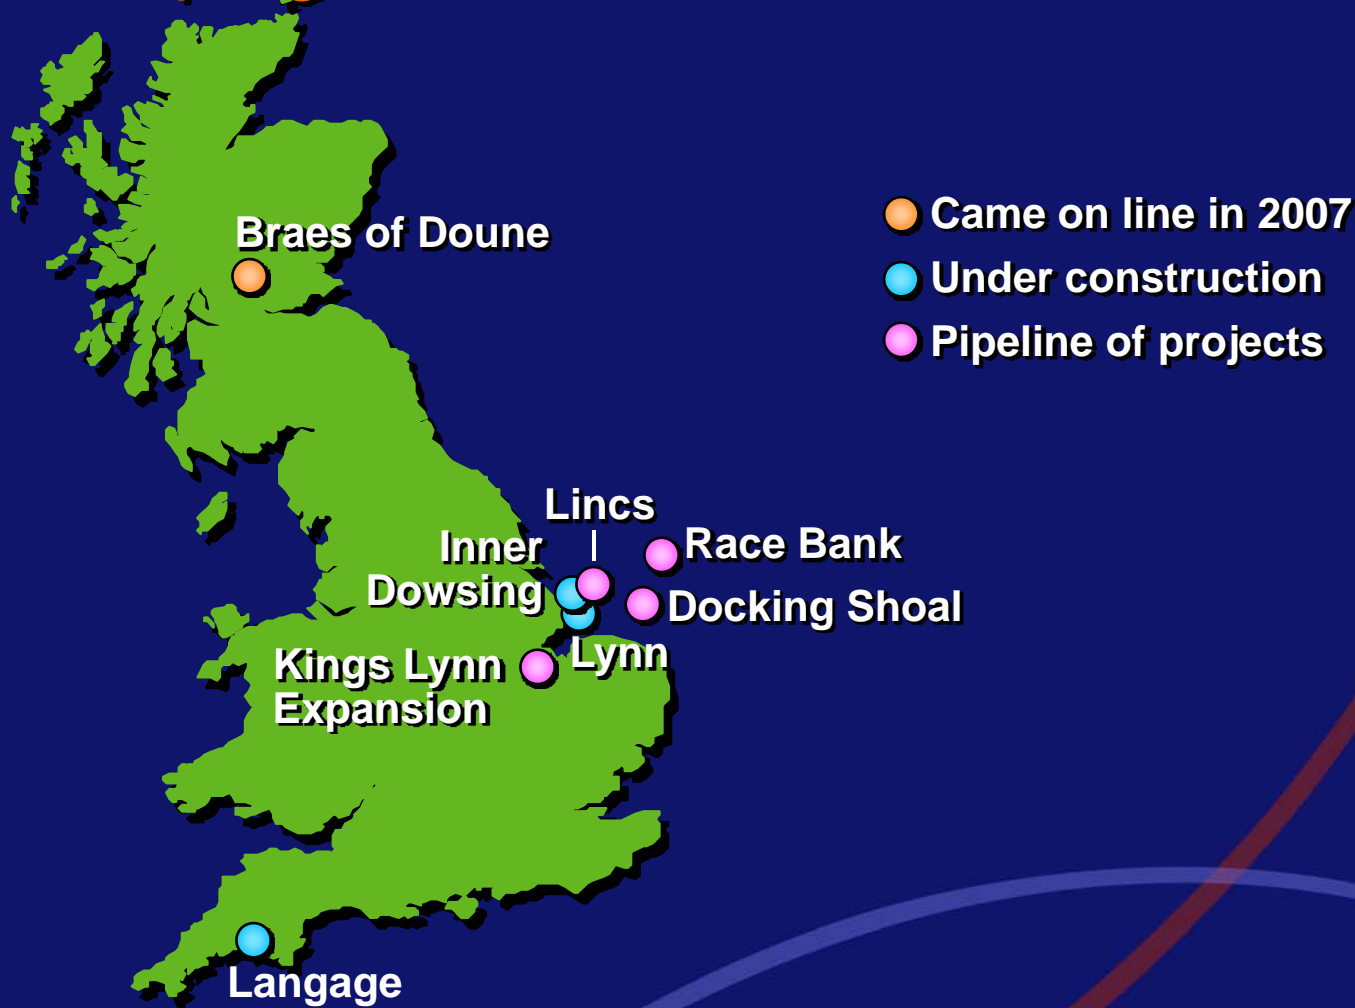 Braes of Doune
Came on line in 2007
Under construction
Pipeline of projects
Lincs
Inner
Dowsing
Race Bank
Docking Shoal
Lynn
Kings Lynn
Expansion
Langage